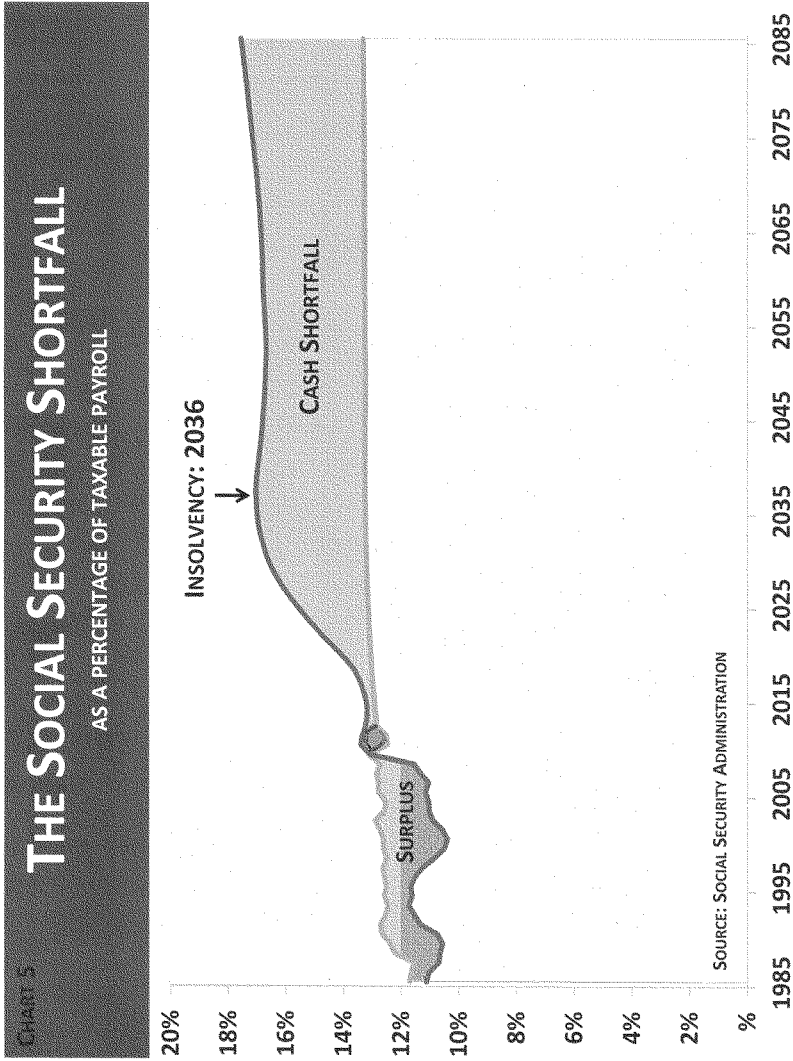 CHART 5
THE SOCIAL SECURITY SHORTFALL
AS A PERCENTAGE OF TAXABLE PAYROLL
20%
18%
16%
14%
12%
10%
8%
6%
4%
2%
%
INSOLVENCY: 2036
CASH SHORTFALL
SURPLUS
SOURCE: SOCIAL SECURITY ADMINISTRATION
1985 1995 2005 2015 2025 2035 2045 2055 2065 2075 2085